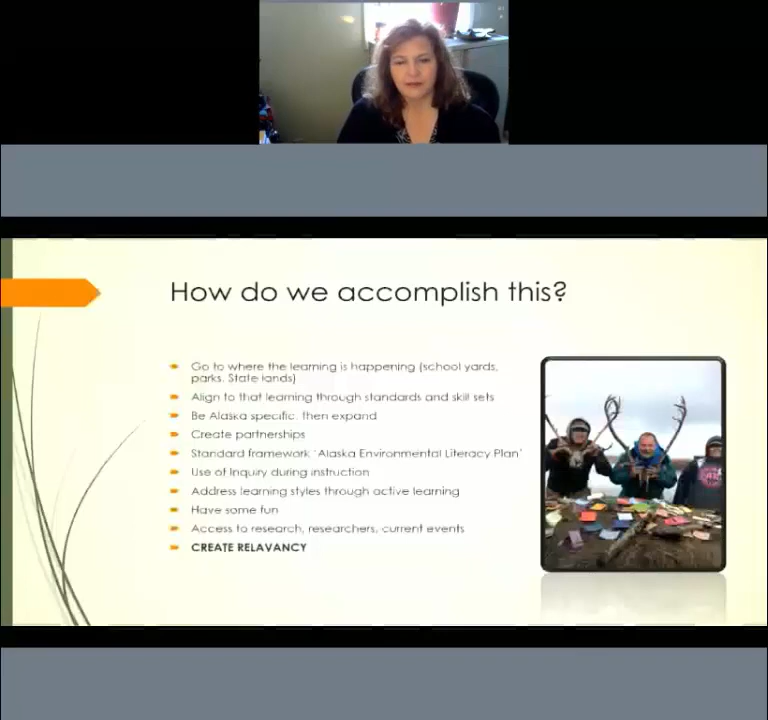 How do we accomplish this?
Go to where the learning is happening (school yards,
parks, State lands)
Align to that learning through standards and skill sets
Be Alaska specific, then expand
Create partnerships
Standard framework 'Alaska Environmental Literacy Plan'
Use of Inquiry during instruction
Address learning styles through active learning
Have some fun
Access to research, researchers, current events
CREATE RELAVANCY